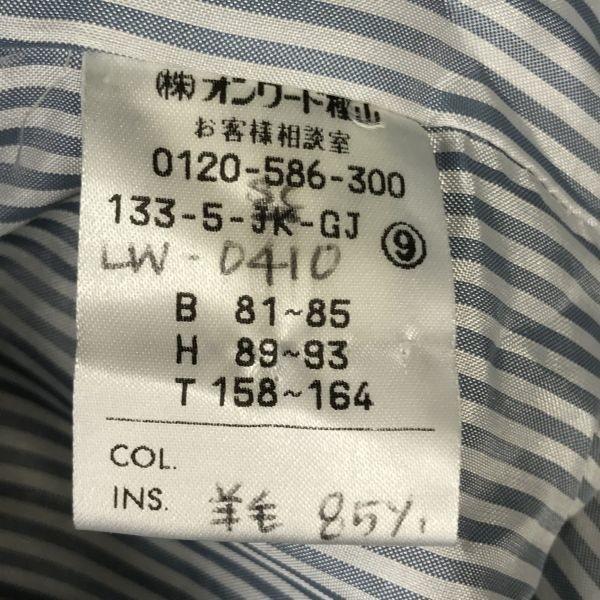 (株)オンワード樫山
お客様相談室
0120-586-300
133-5-JK-GJ ⑨
LW-0410
B 81~85
H 89~93
T 158~164
COL.
INS. 羊毛 85%